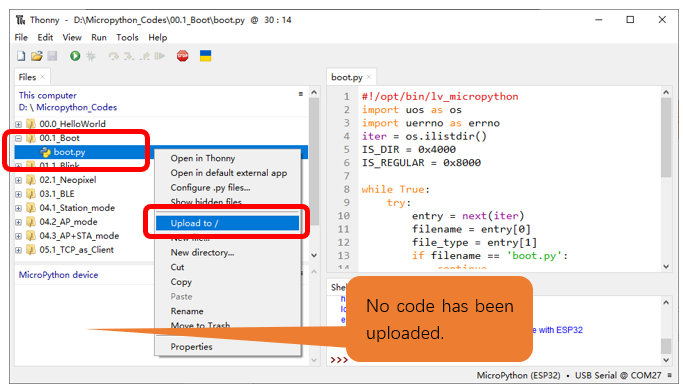 Thonny - D:\Micropython_Codes\00.1_Boot\boot.py @ 30 : 14
File Edit View Run Tools Help
STOP
Files ×
This computer
D: \ Micropython_Codes
00.0_HelloWorld
00.1_Boot
boot.py
01.1_Blink
02.1_Neopixel
03.1_BLE
04.1_Station_mode
04.2_AP_mode
04.3_AP+STA_mode
05.1_TCP_as_Client
MicroPython device
Open in Thonny
Open in default external app
Configure .py files...
Show hidden files
Upload to /
New file...
New directory...
Cut
Copy
Paste
Rename
Move to Trash
Properties
boot.py ×
1 #!/opt/bin/lv_micropython
2 import uos as os
3 import uerrno as errno
4 iter = os.ilistdir()
5 IS_DIR = 0x4000
6 IS_REGULAR = 0x8000
7
8 while True:
9 try:
10 entry = next(iter)
11 filename = entry[0]
12 file_type = entry[1]
13 if filename == 'boot.py':
14 continue
No code has been
uploaded.
e with ESP32
>>>
MicroPython (ESP32) • USB Serial @ COM27